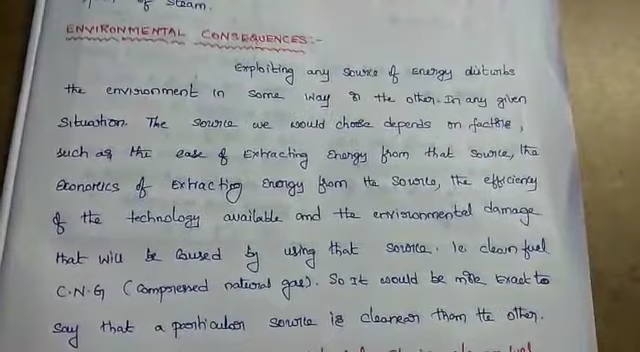 of steam.
ENVIRONMENTAL CONSEQUENCES:-
Exploiting any source of Energy disturbs
the environment in some way or the other. In any given
situation. The source we would choose depends on factors,
such as the ease of Extracting Energy from that source, the
Economics of Extracting Energy from the source, the efficiency
of the technology available and the environmental damage
that will be caused by using that source. ie clean fuel
C.N.G (compressed natural gas). So it would be more Exact to
say that a particular source is cleanear than the other.